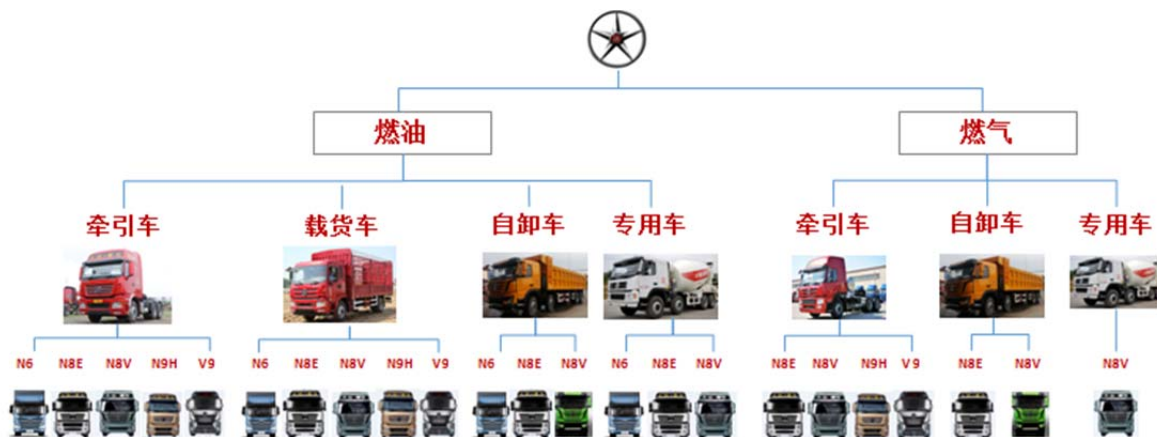 燃油 燃气
牵引车 载货车 自卸车 专用车 牵引车 自卸车 专用车
N6 N8E N8V N9H V9 N6 N8E N8V N9H V9 N6 N8E N8V N6 N8E N8V N8E N8V N9H V9 N8E N8V N8V